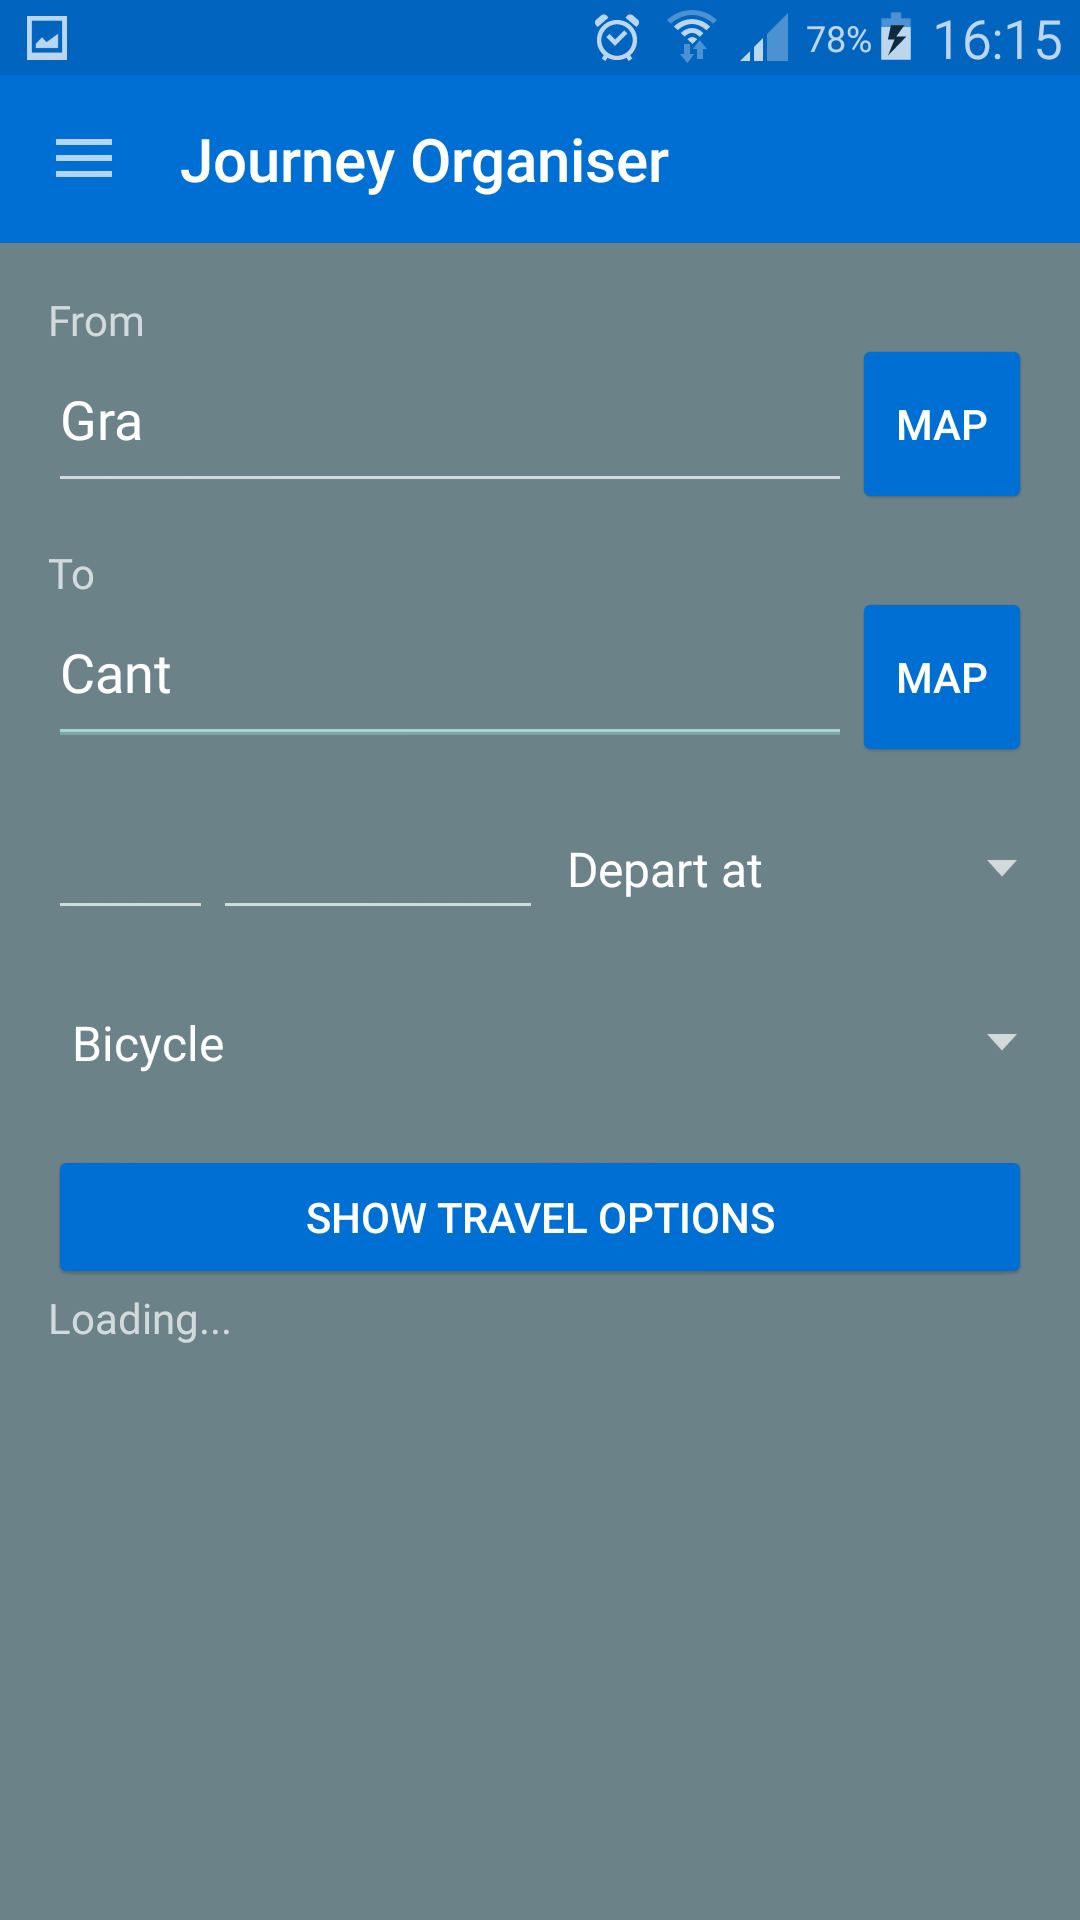 78% 16:15
Journey Organiser
From
Gra
MAP
To
Cant
MAP
Depart at
Bicycle
SHOW TRAVEL OPTIONS
Loading...